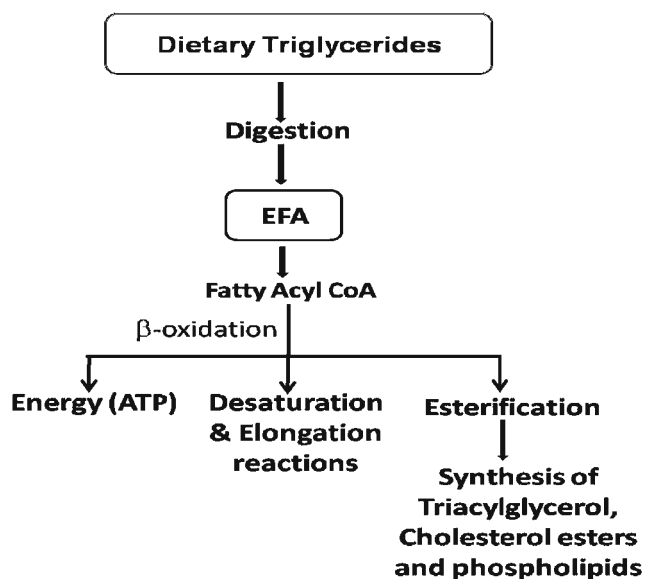 Dietary Triglycerides
Digestion
EFA
Fatty Acyl CoA
β-oxidation
Energy (ATP)
Desaturation
& Elongation
reactions
Esterification
Synthesis of
Triacylglycerol,
Cholesterol esters
and phospholipids